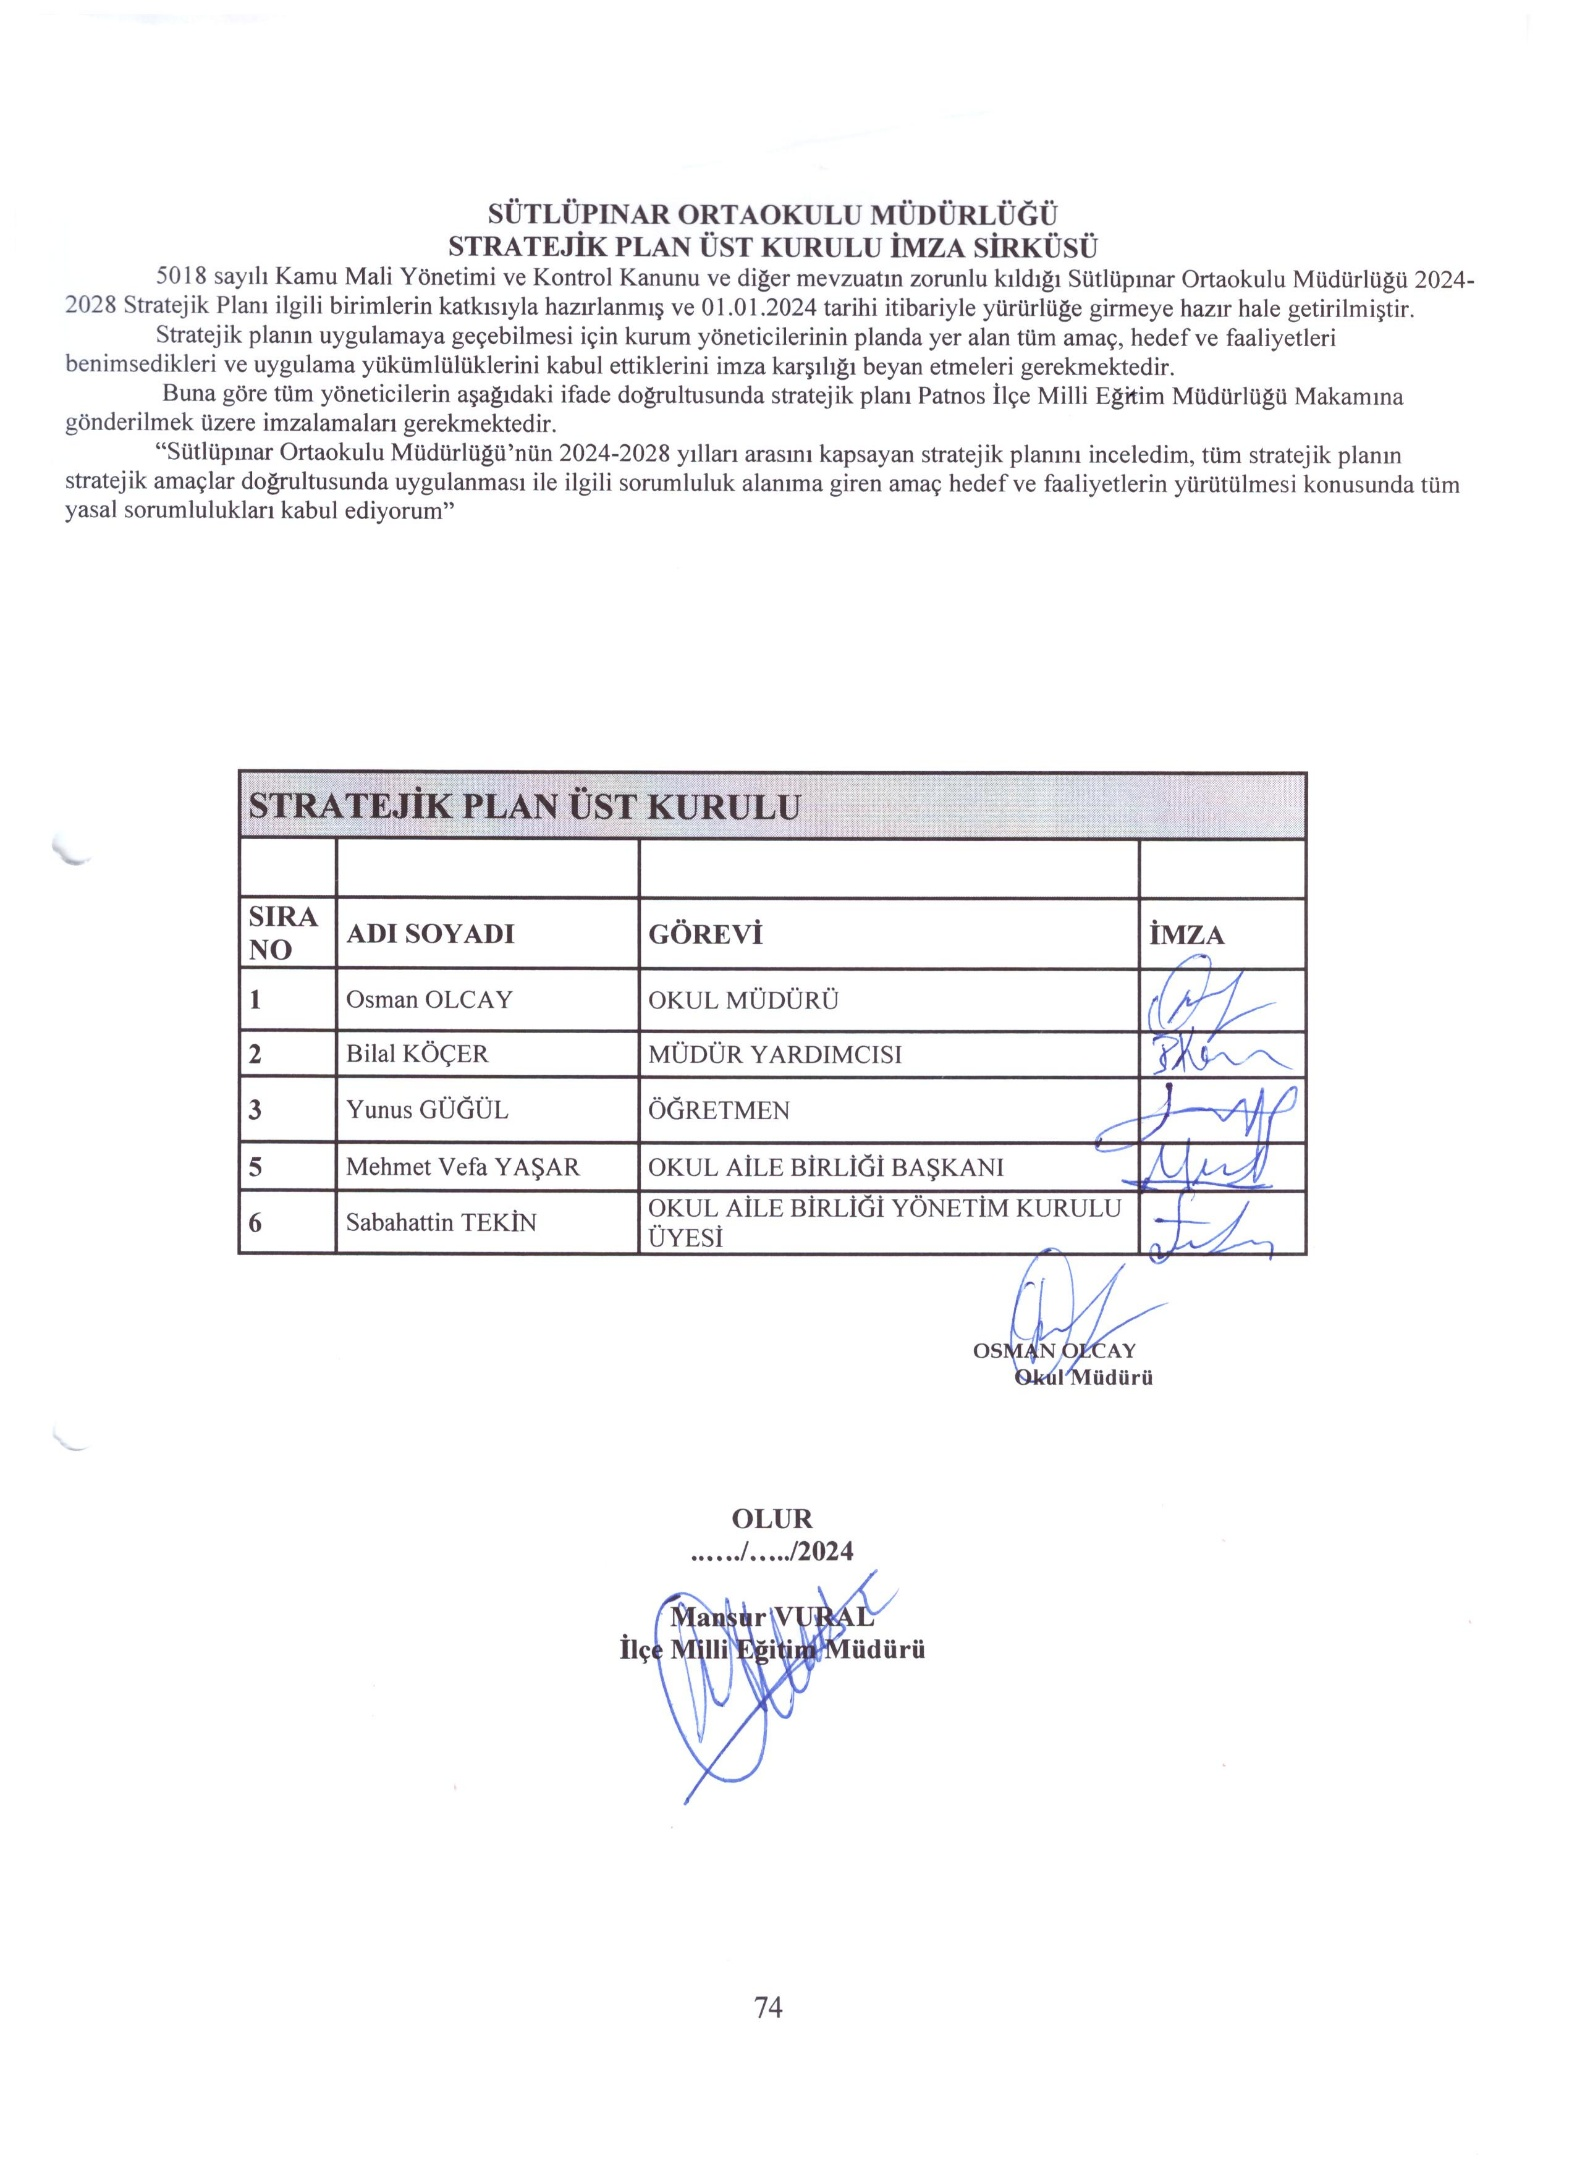 SÜTLÜPINAR ORTAOKULU MÜDÜRLÜĞÜ
STRATEJİK PLAN ÜST KURULU İMZA SİRKÜSÜ
5018 sayılı Kamu Mali Yönetimi ve Kontrol Kanunu ve diğer mevzuatın zorunlu kıldığı Sütlüpınar Ortaokulu Müdürlüğü 2024-
2028 Stratejik Planı ilgili birimlerin katkısıyla hazırlanmış ve 01.01.2024 tarihi itibariyle yürürlüğe girmeye hazır hale getirilmiştir.
Stratejik planın uygulamaya geçebilmesi için kurum yöneticilerinin planda yer alan tüm amaç, hedef ve faaliyetleri
benimsedikleri ve uygulama yükümlülüklerini kabul ettiklerini imza karşılığı beyan etmeleri gerekmektedir.
Buna göre tüm yöneticilerin aşağıdaki ifade doğrultusunda stratejik planı Patnos İlçe Milli Eğitim Müdürlüğü Makamına
gönderilmek üzere imzalamaları gerekmektedir.
“Sütlüpınar Ortaokulu Müdürlüğü’nün 2024-2028 yılları arasını kapsayan stratejik planını inceledim, tüm stratejik planın
stratejik amaçlar doğrultusunda uygulanması ile ilgili sorumluluk alanıma giren amaç hedef ve faaliyetlerin yürütülmesi konusunda tüm
yasal sorumlulukları kabul ediyorum”
STRATEJİK PLAN ÜST KURULU
SIRA NO ADI SOYADI GÖREVİ İMZA
1 Osman OLCAY OKUL MÜDÜRÜ
2 Bilal KÖÇER MÜDÜR YARDIMCISI
3 Yunus GÜĞÜL ÖĞRETMEN
5 Mehmet Vefa YAŞAR OKUL AİLE BİRLİĞİ BAŞKANI
6 Sabahattin TEKİN OKUL AİLE BİRLİĞİ YÖNETİM KURULU
ÜYESİ
OSMAN OLCAY
Okul Müdürü
OLUR
....../...../2024
Mansur VURAL
İlçe Milli Eğitim Müdürü
74